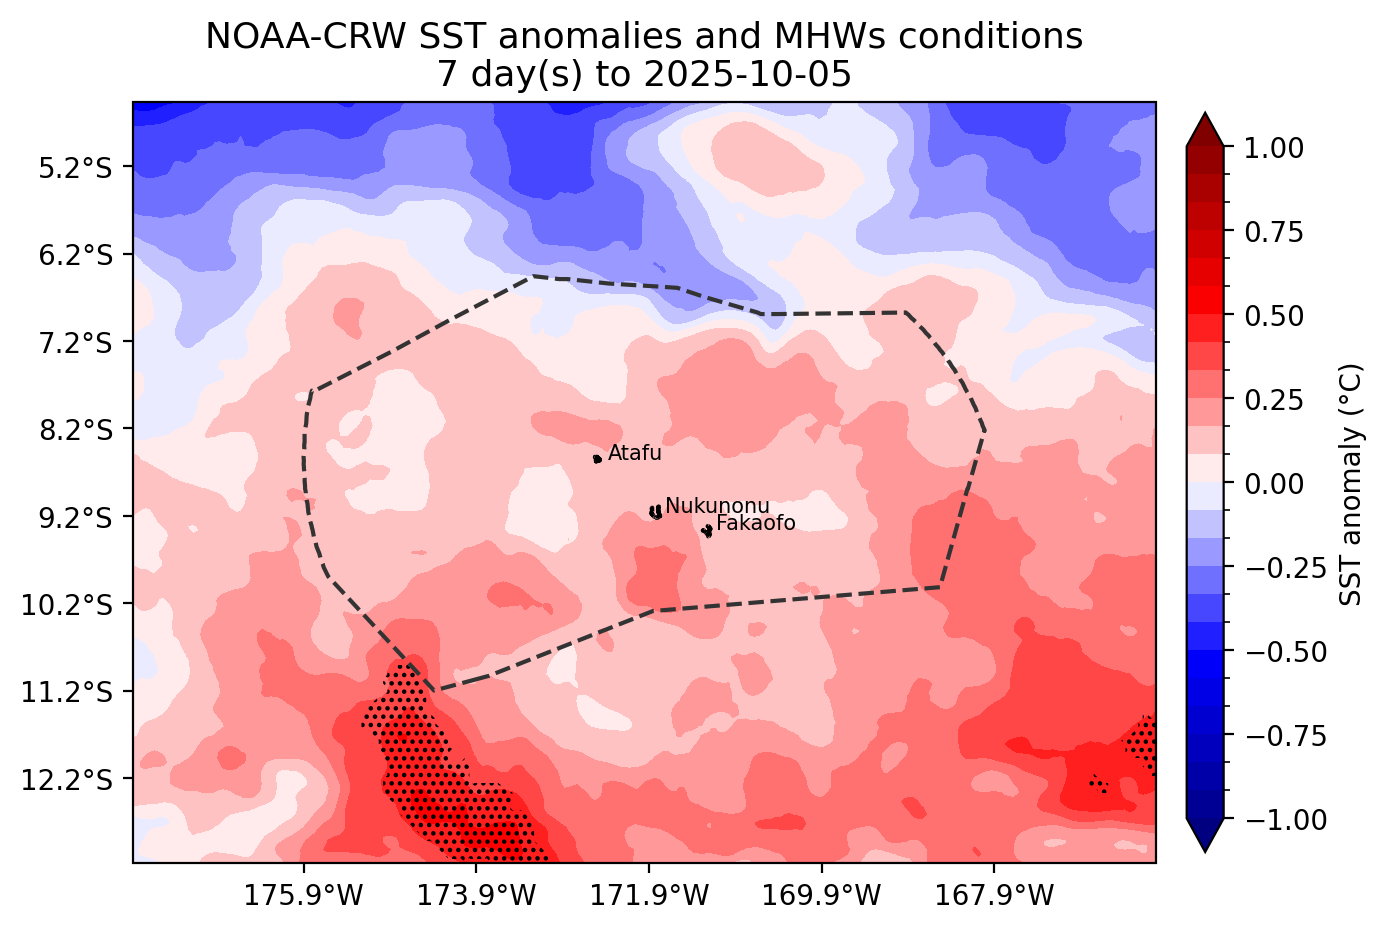 NOAA-CRW SST anomalies and MHWs conditions
7 day(s) to 2025-10-05
5.2°S
6.2°S
7.2°S
8.2°S
9.2°S
10.2°S
11.2°S
12.2°S
Atafu
Nukunonu
Fakaofo
175.9°W
173.9°W
171.9°W
169.9°W
167.9°W
1.00
0.75
0.50
0.25
0.00
−0.25
−0.50
−0.75
−1.00
SST anomaly (°C)